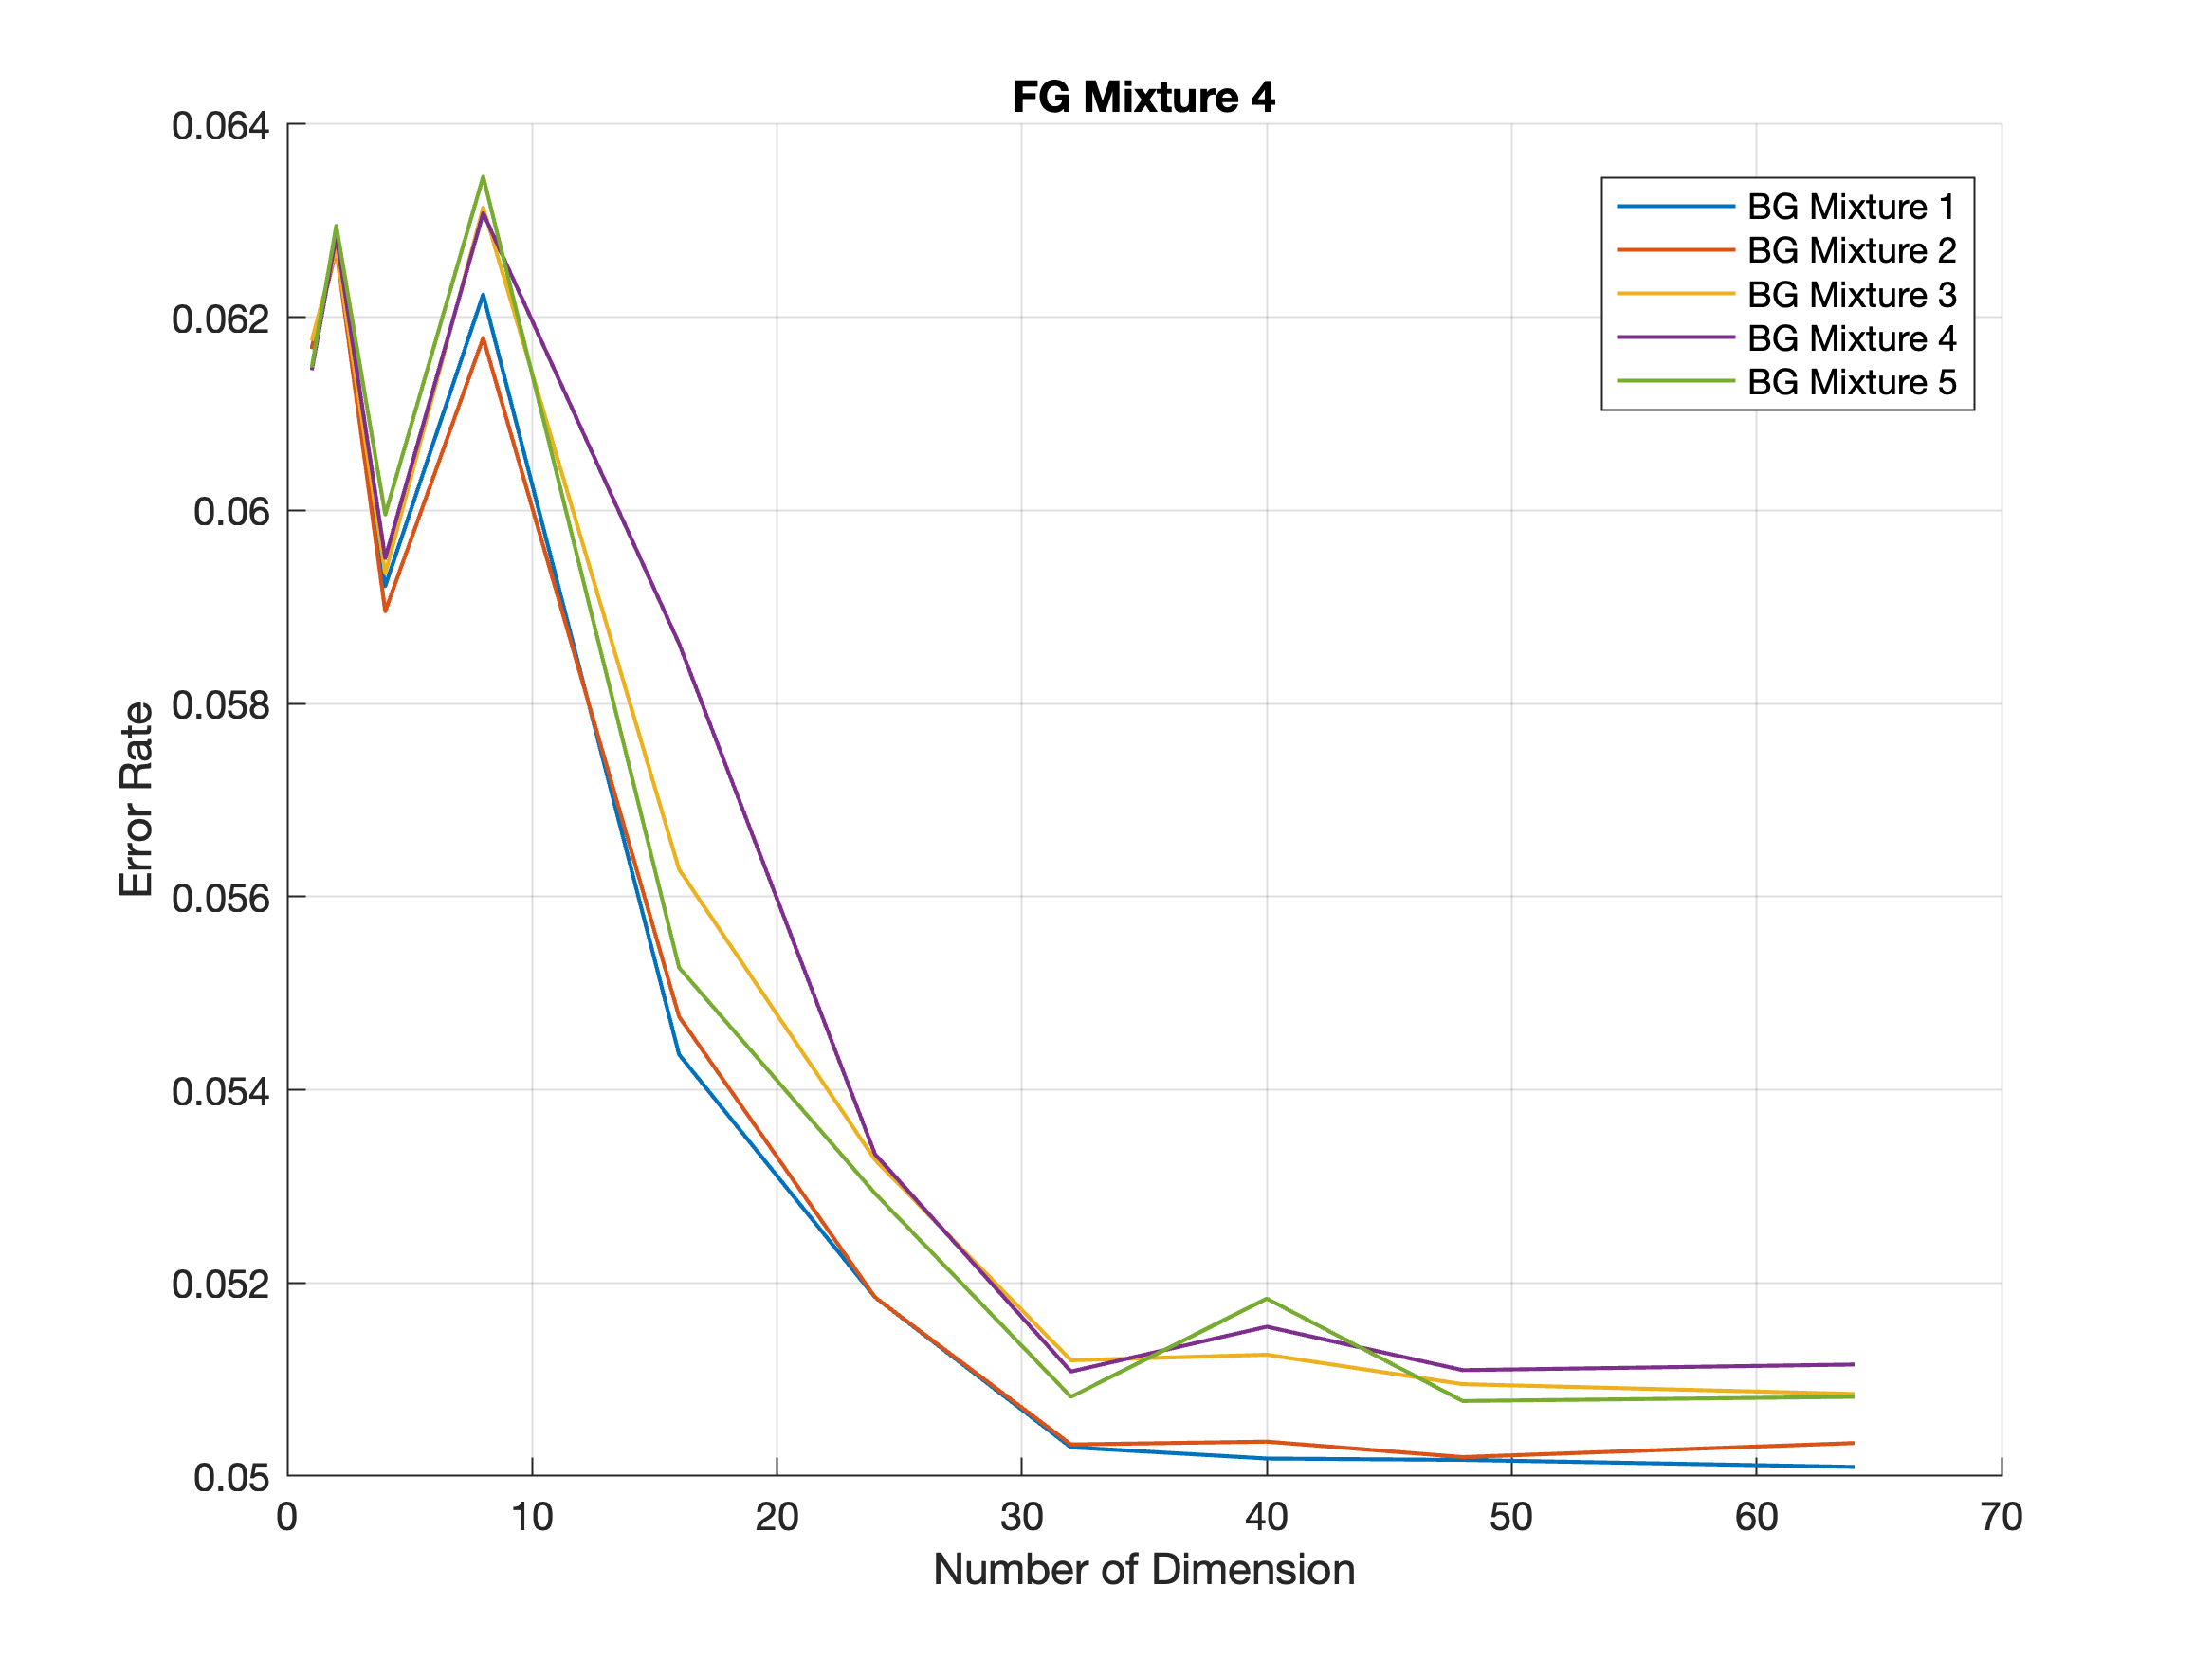 FG Mixture 4
0.064
0.062
0.06
0.058
0.056
0.054
0.052
0.05
Error Rate
BG Mixture 1
BG Mixture 2
BG Mixture 3
BG Mixture 4
BG Mixture 5
0 10 20 30 40 50 60 70
Number of Dimension